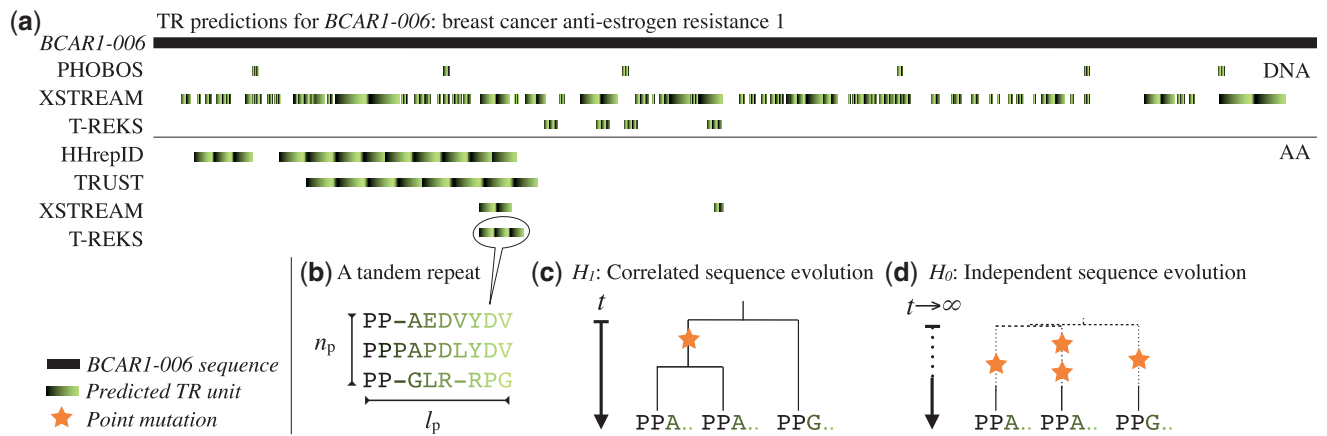 (a) TR predictions for BCAR1-006: breast cancer anti-estrogen resistance 1
BCAR1-006
PHOBOS DNA
XSTREAM
T-REKS
HHrepID AA
TRUST
XSTREAM
T-REKS
(b) A tandem repeat
PP-AEDVYDV
PPPAPDLYDV
PP-GLR-RPG
np
lp
(c) H1: Correlated sequence evolution
t
PPA.. PPA.. PPG..
(d) H0: Independent sequence evolution
t→∞
PPA.. PPA.. PPG..
BCAR1-006 sequence
Predicted TR unit
Point mutation